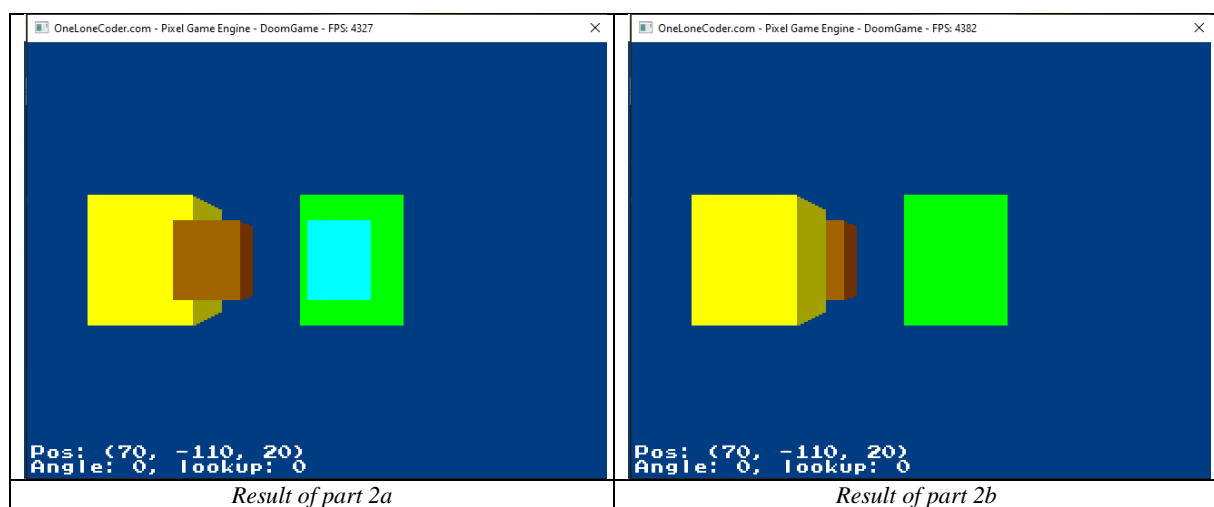 OneLoneCoder.com - Pixel Game Engine - DoomGame - FPS: 4327
Pos: (70, -110, 20)
Angle: 0, lookup: 0
Result of part 2a
OneLoneCoder.com - Pixel Game Engine - DoomGame - FPS: 4382
Pos: (70, -110, 20)
Angle: 0, lookup: 0
Result of part 2b